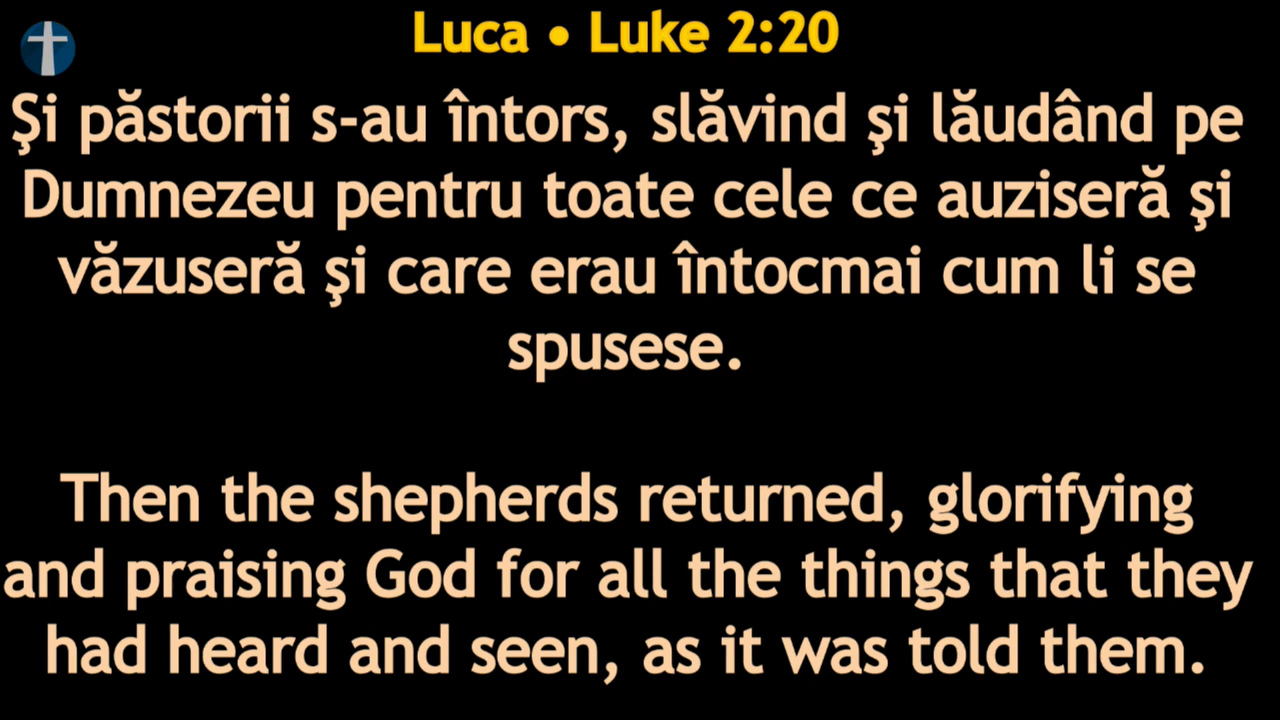 Luca • Luke 2:20
Şi păstorii s-au întors, slăvind şi lăudând pe
Dumnezeu pentru toate cele ce auziseră şi
văzuseră şi care erau întocmai cum li se
spusese.
Then the shepherds returned, glorifying
and praising God for all the things that they
had heard and seen, as it was told them.